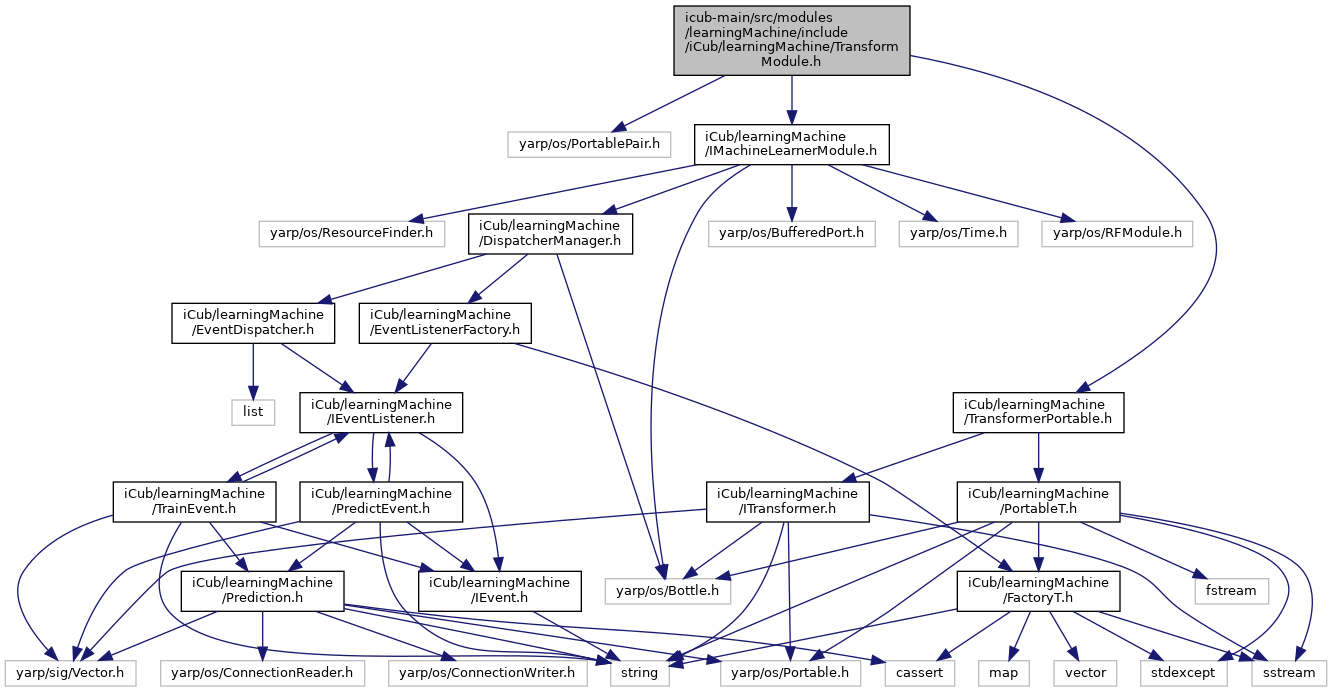 icub-main/src/modules
/learningMachine/include
/iCub/learningMachine/Transform
Module.h
yarp/os/PortablePair.h
iCub/learningMachine
/IMachineLearnerModule.h
yarp/os/ResourceFinder.h
iCub/learningMachine
/DispatcherManager.h
yarp/os/BufferedPort.h
yarp/os/Time.h
yarp/os/RFModule.h
iCub/learningMachine
/EventDispatcher.h
iCub/learningMachine
/EventListenerFactory.h
list
iCub/learningMachine
/IEventListener.h
iCub/learningMachine
/TransformerPortable.h
iCub/learningMachine
/TrainEvent.h
iCub/learningMachine
/PredictEvent.h
iCub/learningMachine
/ITransformer.h
iCub/learningMachine
/PortableT.h
iCub/learningMachine
/Prediction.h
iCub/learningMachine
/IEvent.h
yarp/os/Bottle.h
iCub/learningMachine
/FactoryT.h
fstream
yarp/sig/Vector.h
yarp/os/ConnectionReader.h
yarp/os/ConnectionWriter.h
string
yarp/os/Portable.h
cassert
map
vector
stdexcept
sstream